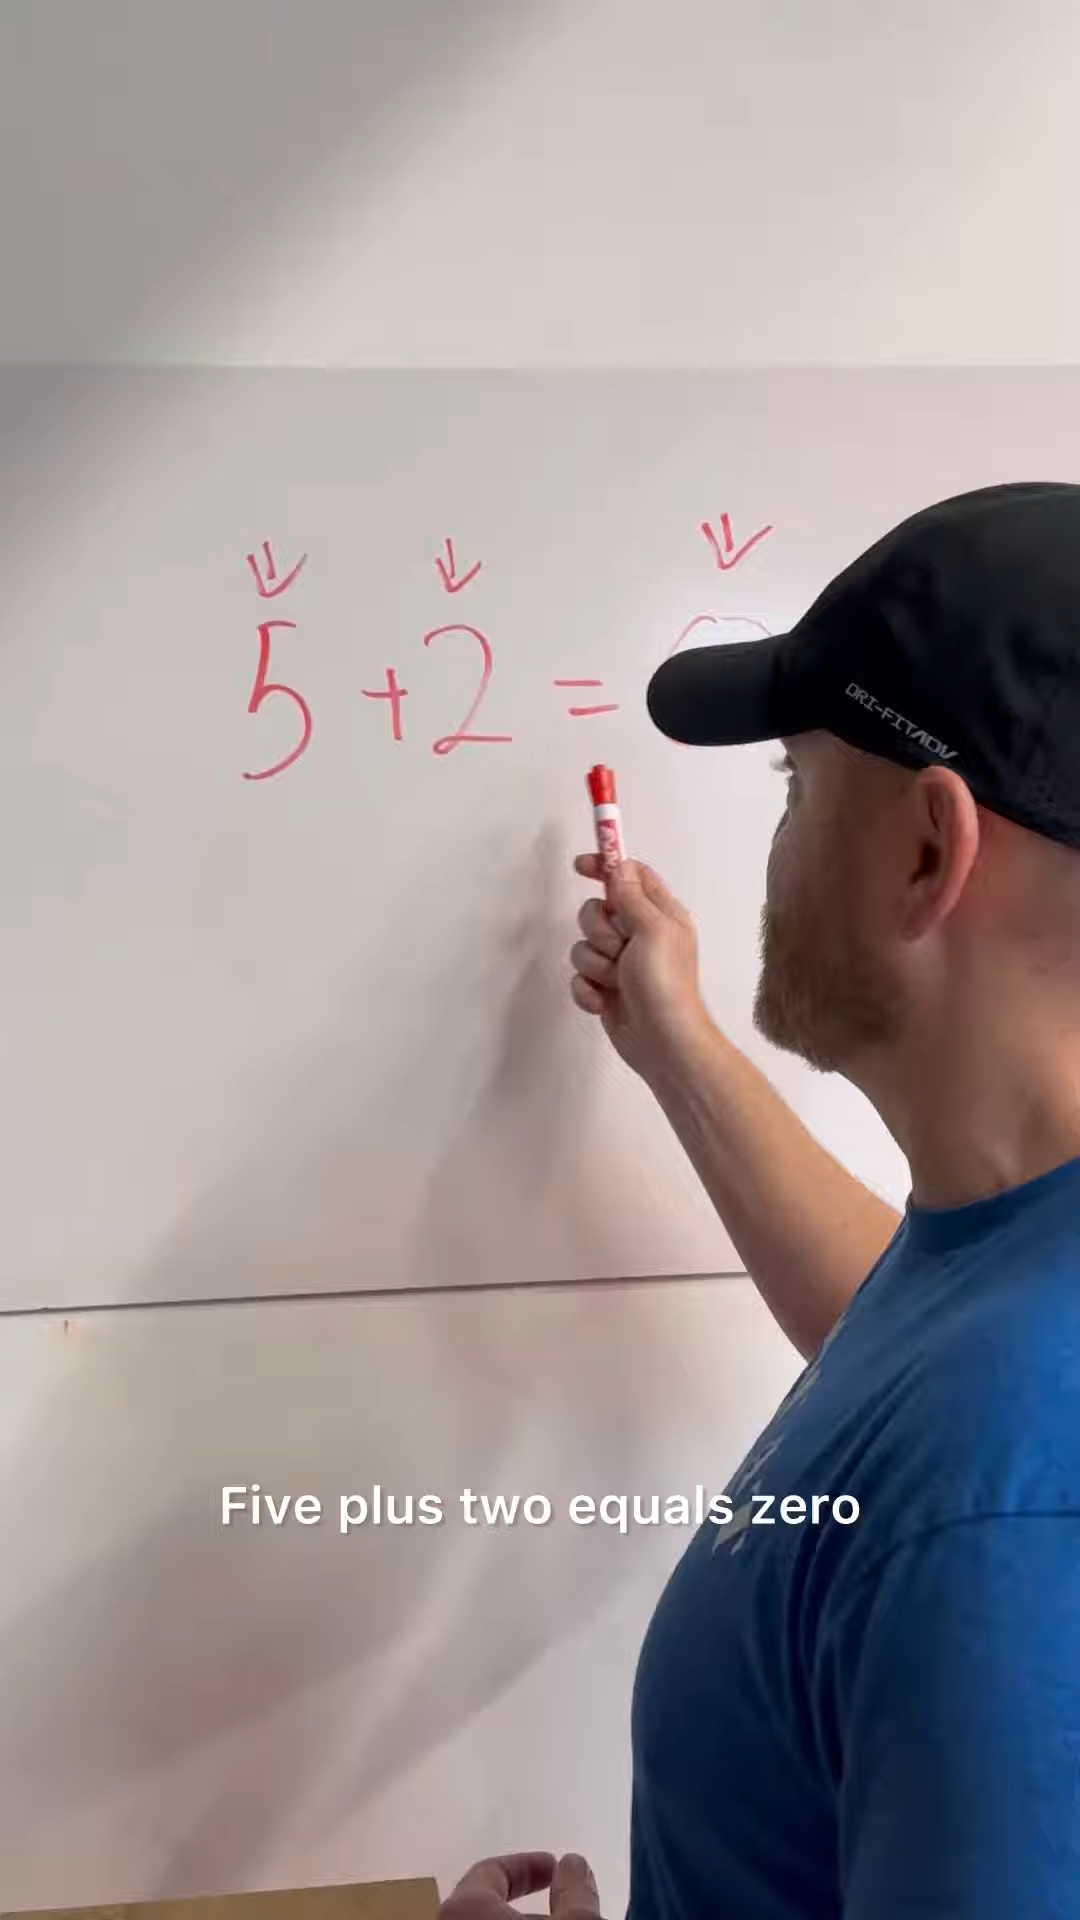 5 + 2 =
DRI-FIT ADV
Five plus two equals zero